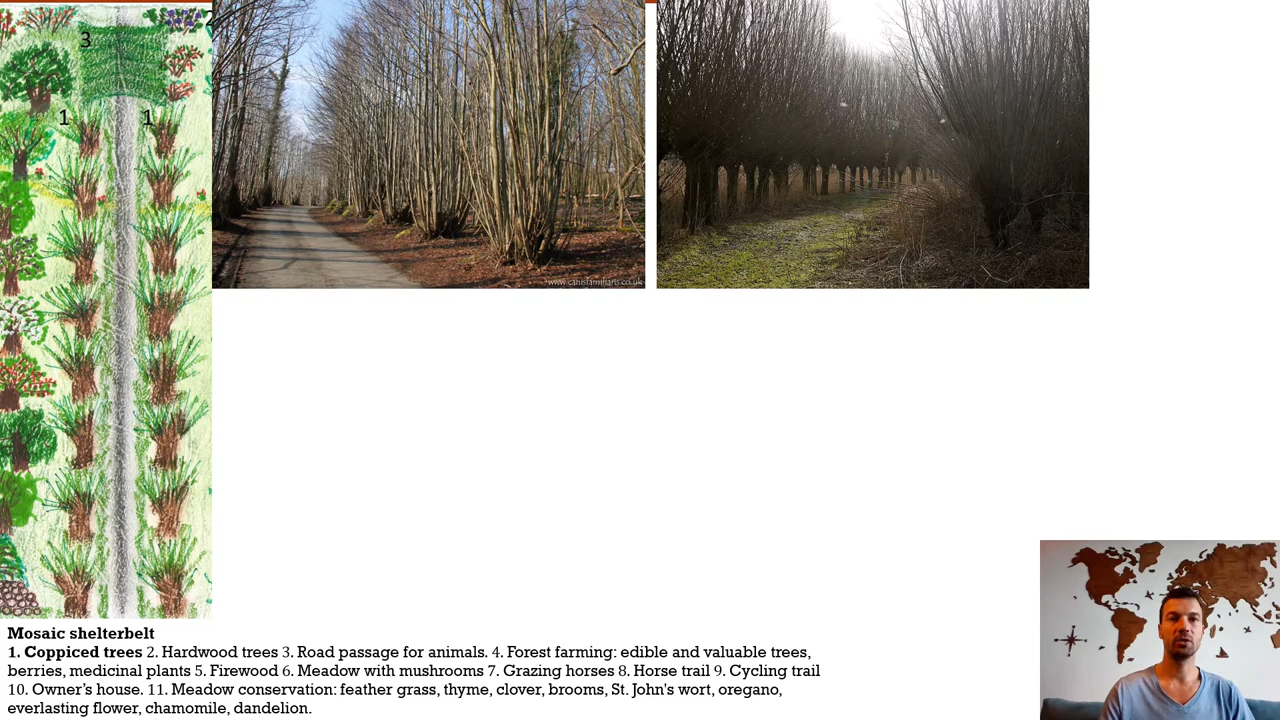 3
1 1
www.canisfamiliaris.co.uk
Mosaic shelterbelt
1. Coppiced trees 2. Hardwood trees 3. Road passage for animals. 4. Forest farming: edible and valuable trees,
berries, medicinal plants 5. Firewood 6. Meadow with mushrooms 7. Grazing horses 8. Horse trail 9. Cycling trail
10. Owner's house. 11. Meadow conservation: feather grass, thyme, clover, brooms, St. John's wort, oregano,
everlasting flower, chamomile, dandelion.